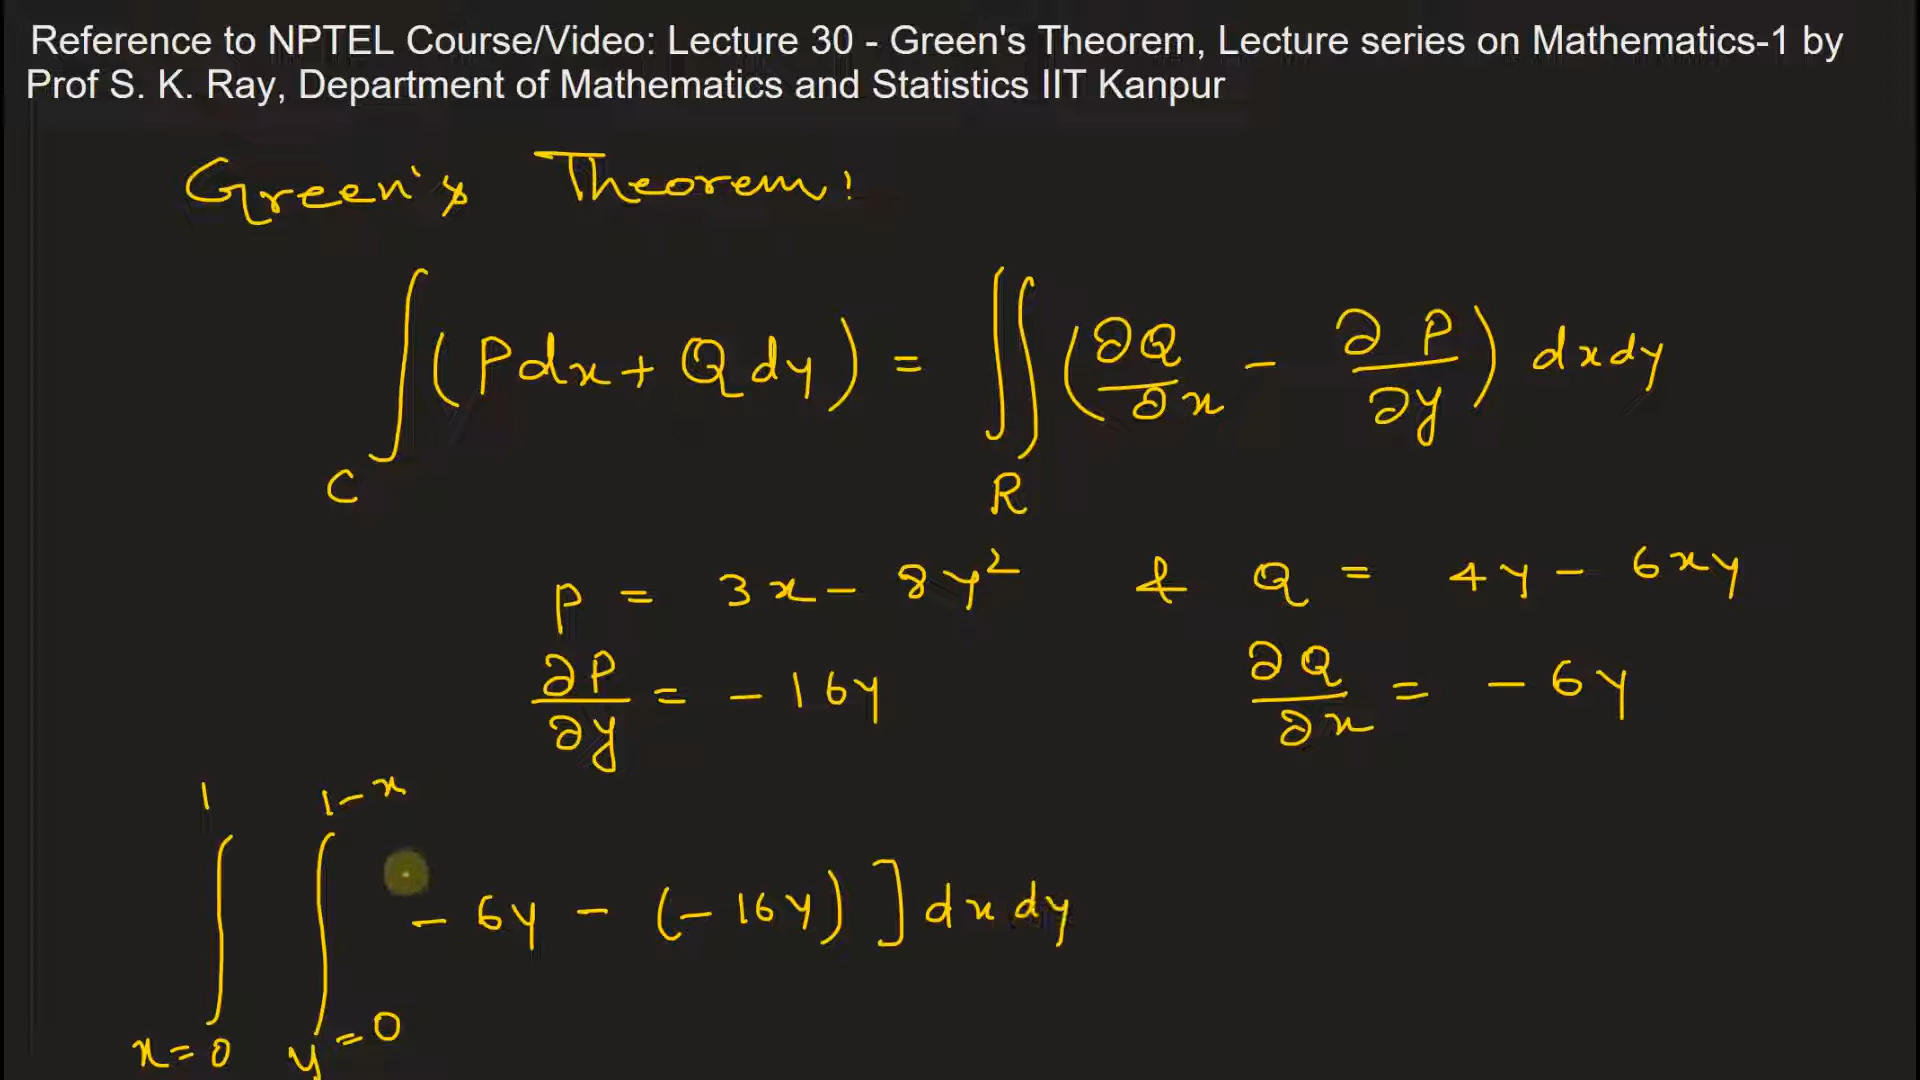 Reference to NPTEL Course/Video: Lecture 30 - Green's Theorem, Lecture series on Mathematics-1 by
Prof S. K. Ray, Department of Mathematics and Statistics IIT Kanpur
Green's Theorem:
∫_C (Pdx + Qdy) = ∬_R (∂Q/∂x - ∂P/∂y) dxdy
P = 3x - 8y² & Q = 4y - 6xy
∂P/∂y = -16y ∂Q/∂x = -6y
∫_{x=0}^{1} ∫_{y=0}^{1-x} -6y - (-16y) ] dxdy